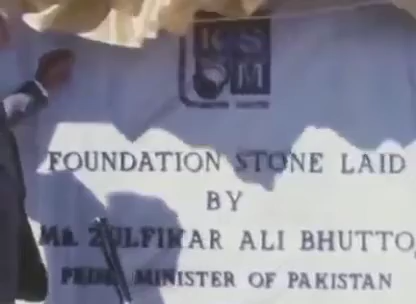 K S
M
FOUNDATION STONE LAID
BY
MR. ZULFIKAR ALI BHUTTO,
PRIME MINISTER OF PAKISTAN